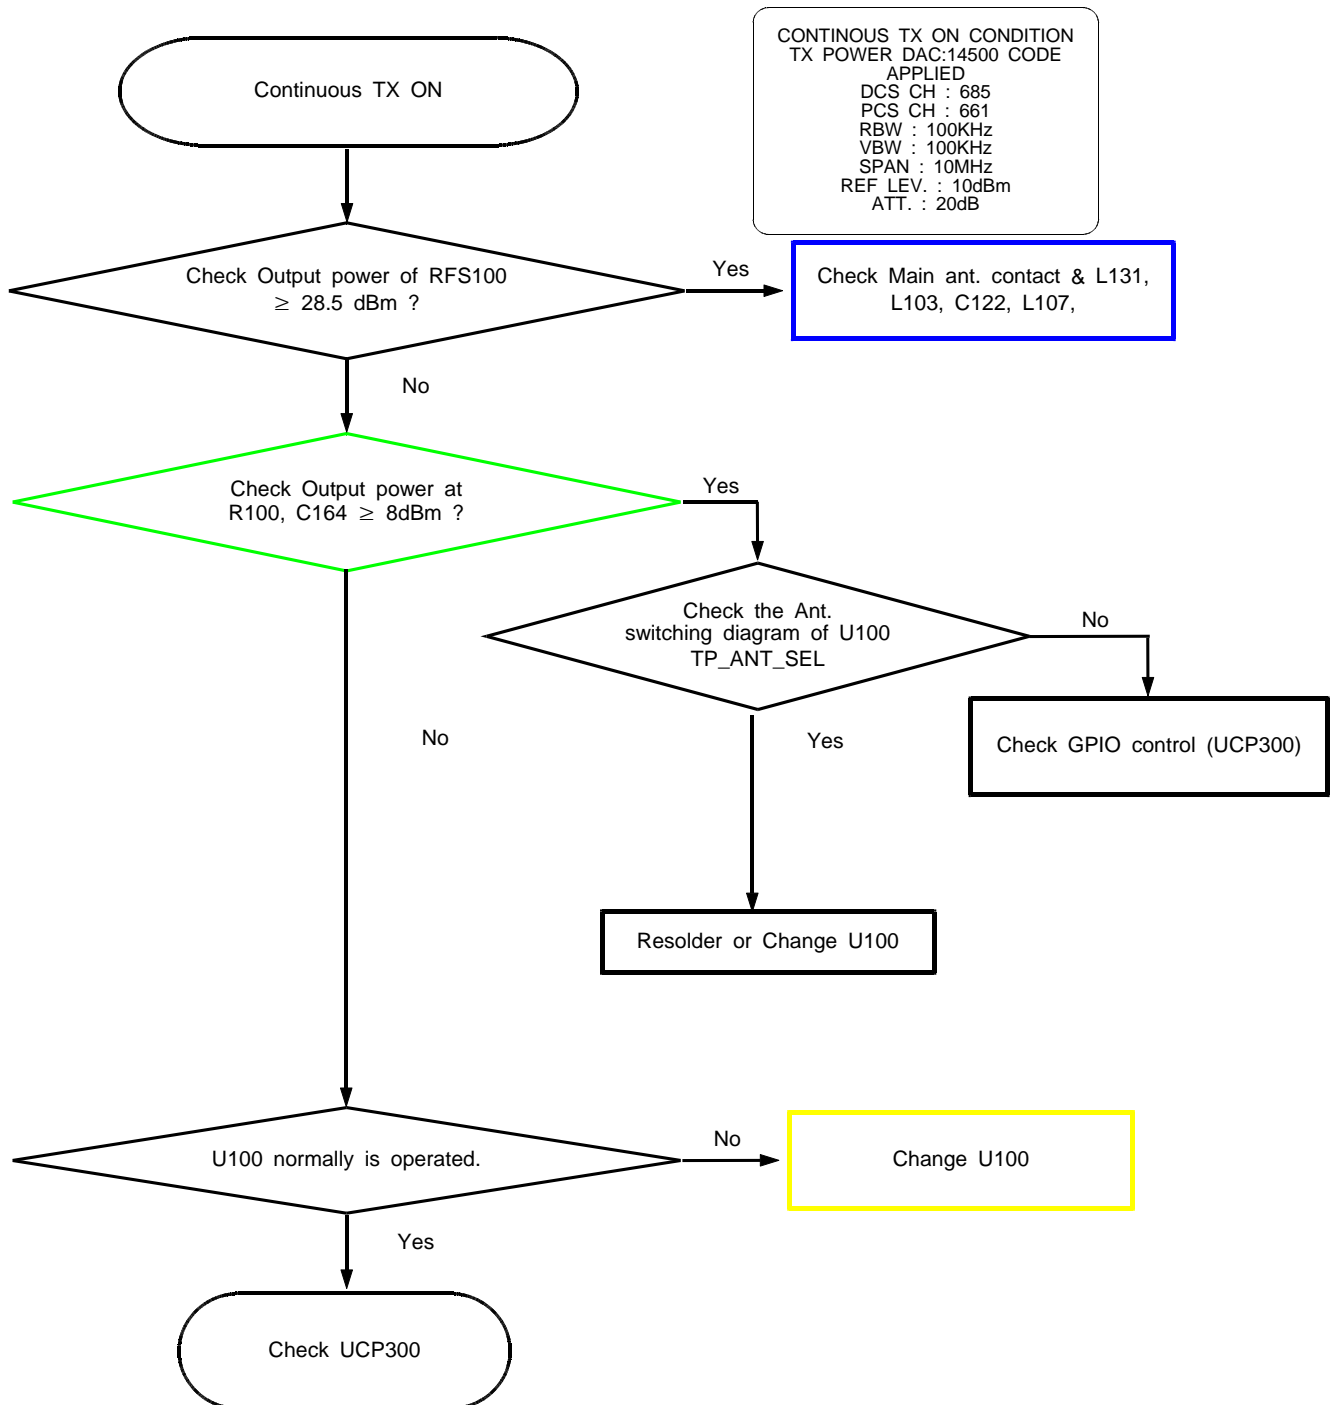 CONTINOUS TX ON CONDITION
TX POWER DAC:14500 CODE
APPLIED
DCS CH : 685
PCS CH : 661
RBW : 100KHz
VBW : 100KHz
SPAN : 10MHz
REF LEV. : 10dBm
ATT. : 20dB
Continuous TX ON
Check Output power of RFS100
≥ 28.5 dBm ?
Yes
Check Main ant. contact & L131,
L103, C122, L107,
No
Check Output power at
R100, C164 ≥ 8dBm ?
Yes
Check the Ant.
switching diagram of U100
TP_ANT_SEL
No
Check GPIO control (UCP300)
No
Yes
Resolder or Change U100
U100 normally is operated.
No
Change U100
Yes
Check UCP300